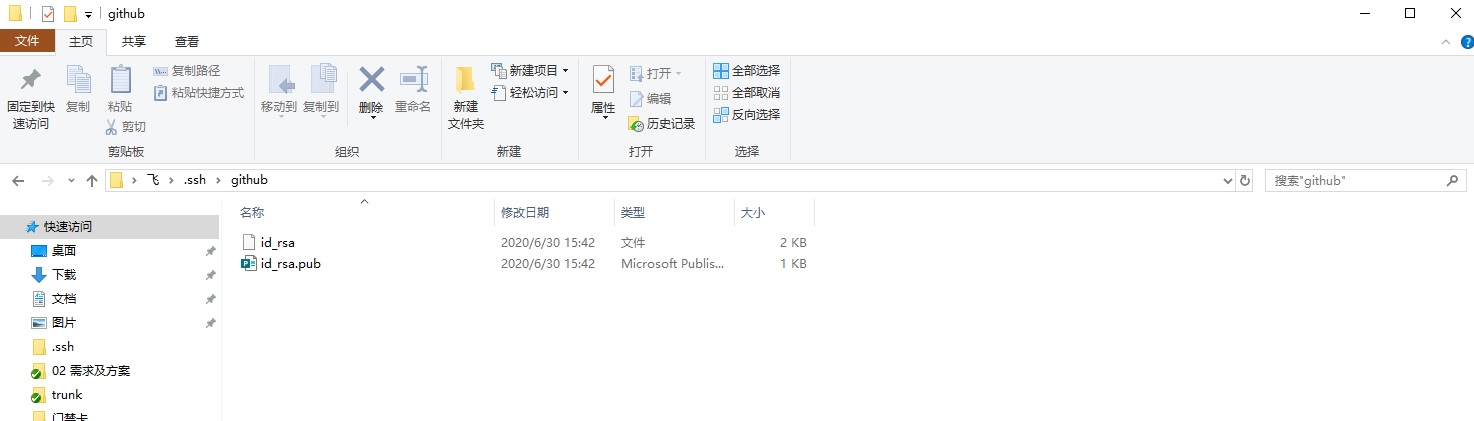 github
文件 主页 共享 查看
固定到快速访问 复制 粘贴 复制路径 粘贴快捷方式 剪切 移动到 复制到 删除 重命名 新建文件夹 新建项目 轻松访问 属性 打开 编辑 历史记录 全部选择 全部取消 反向选择
剪贴板 组织 新建 打开 选择
飞 .ssh github 搜索"github"
名称 修改日期 类型 大小
快速访问
id_rsa 2020/6/30 15:42 文件 2 KB
桌面
id_rsa.pub 2020/6/30 15:42 Microsoft Publis... 1 KB
下载
文档
图片
.ssh
02 需求及方案
trunk
门禁卡